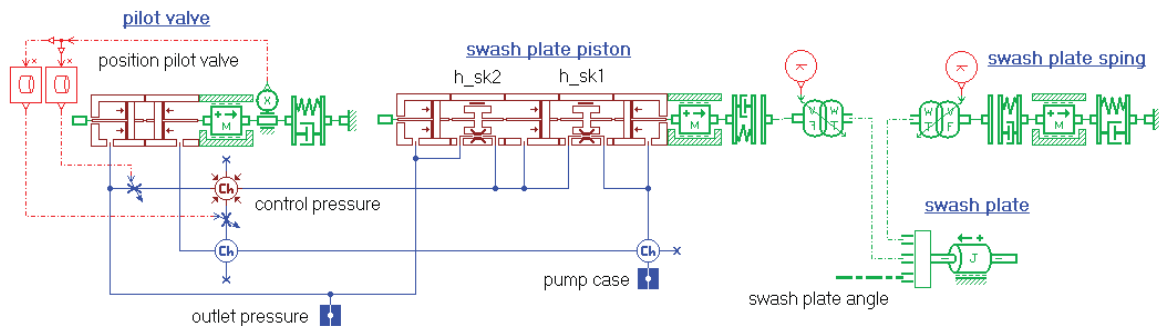 pilot valve
position pilot valve
swash plate piston
h_sk2
h_sk1
swash plate sping
x
x
X
M
M
K
K
V
W
F
T
W
V
T
F
M
Ch
control pressure
swash plate
Ch
Ch
J
pump case
swash plate angle
outlet pressure